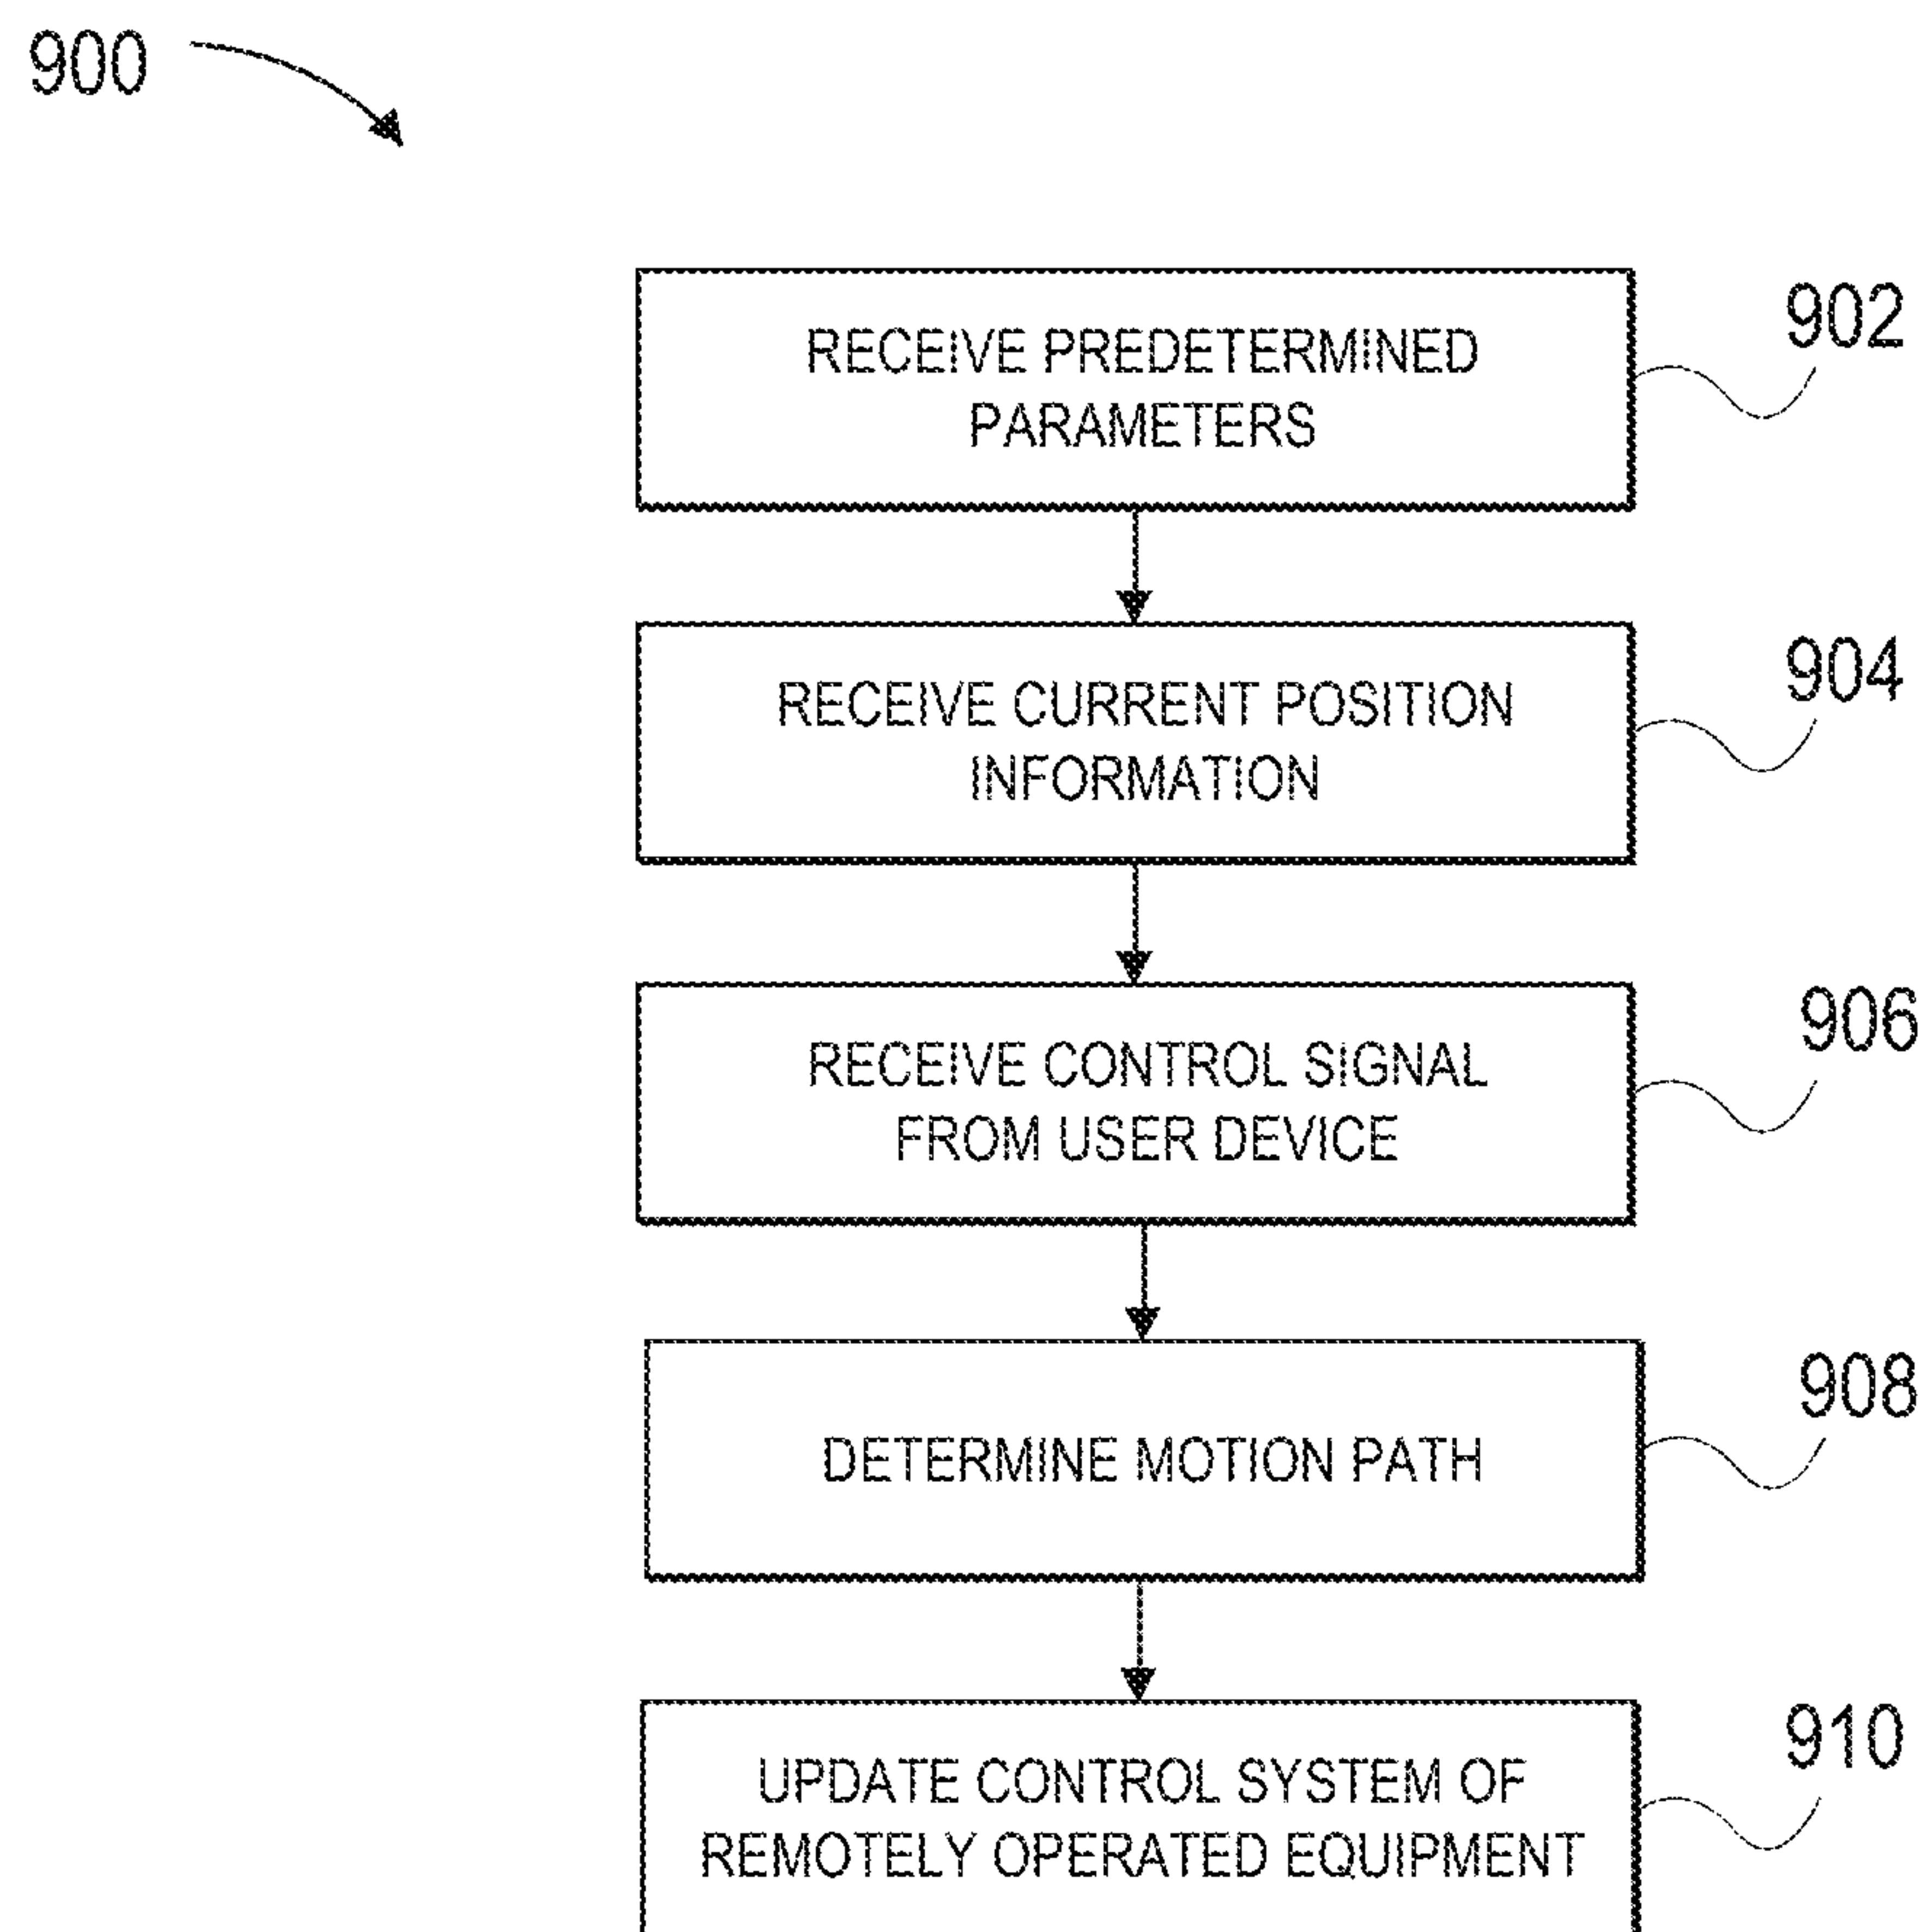 900
RECEIVE PREDETERMINED
PARAMETERS
902
RECEIVE CURRENT POSITION
INFORMATION
904
RECEIVE CONTROL SIGNAL
FROM USER DEVICE
906
DETERMINE MOTION PATH
908
UPDATE CONTROL SYSTEM OF
REMOTELY OPERATED EQUIPMENT
910